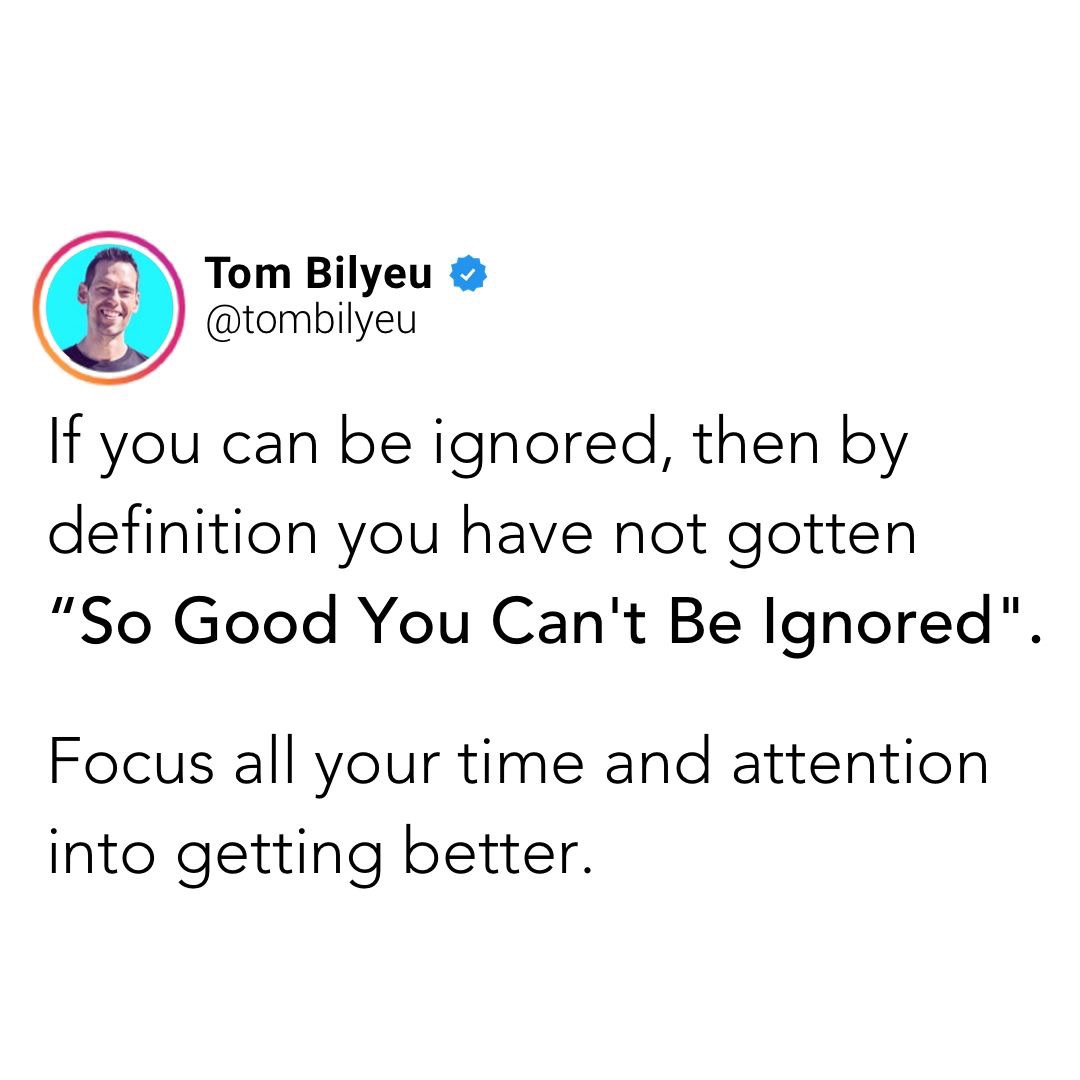 Tom Bilyeu
@tombilyeu
If you can be ignored, then by
definition you have not gotten
“So Good You Can't Be Ignored".
Focus all your time and attention
into getting better.